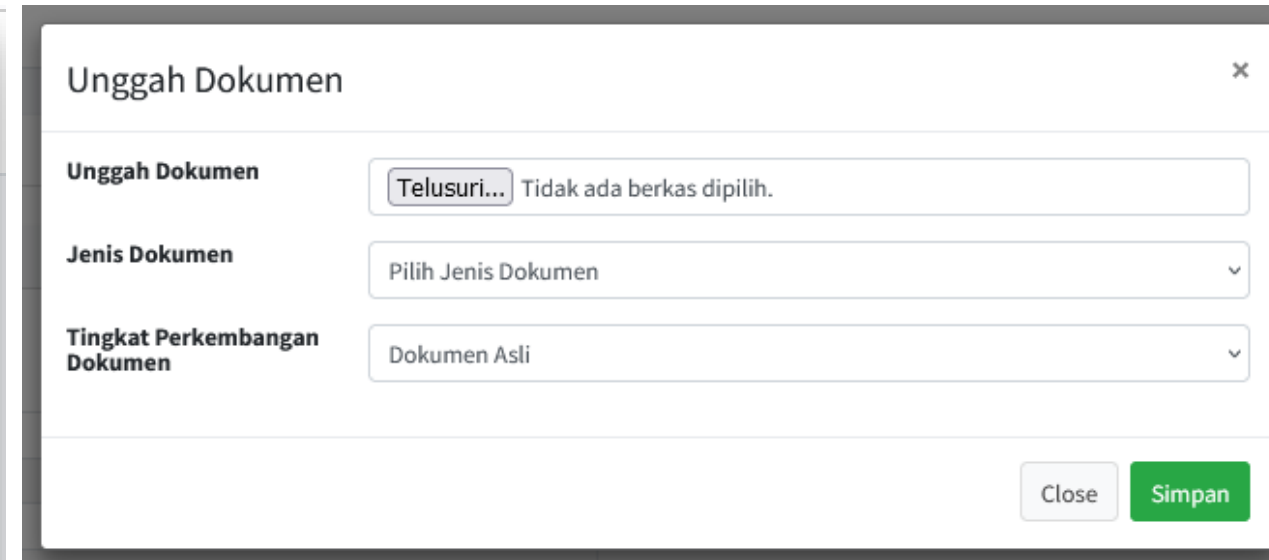 Unggah Dokumen
×
Unggah Dokumen
Telusuri... Tidak ada berkas dipilih.
Jenis Dokumen
Pilih Jenis Dokumen
Tingkat Perkembangan
Dokumen
Dokumen Asli
Close
Simpan